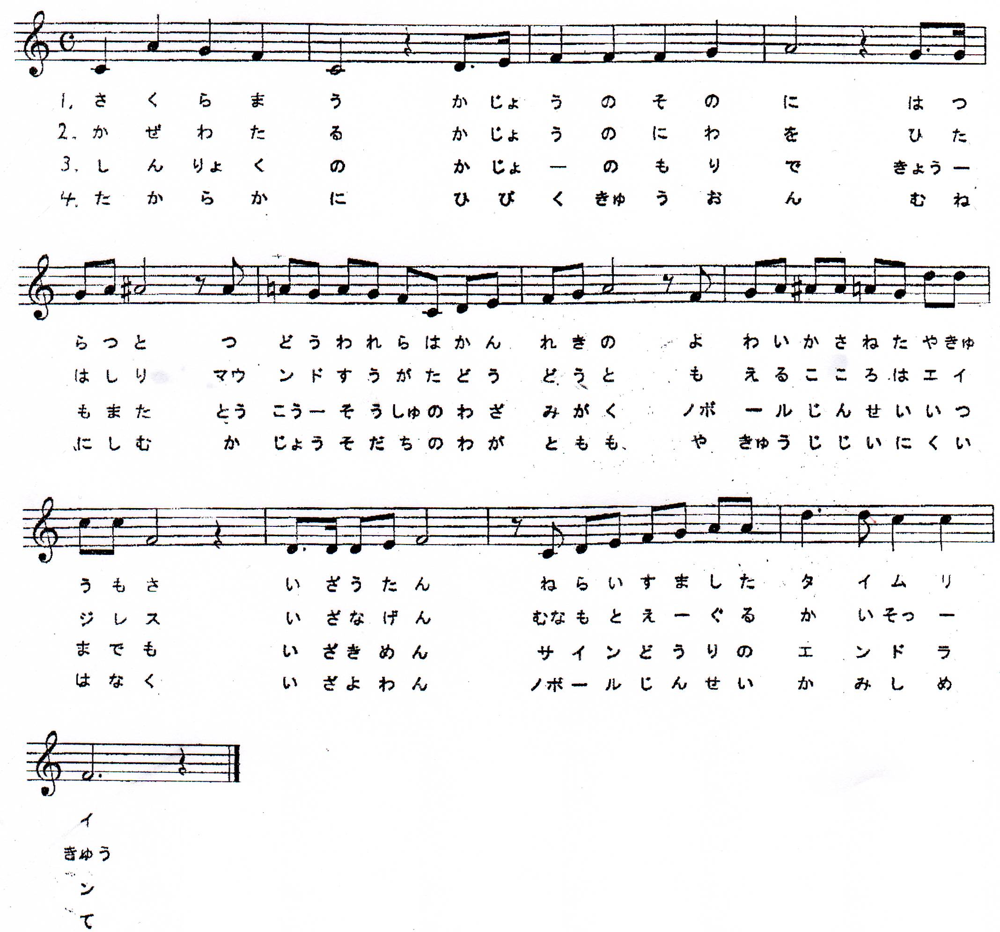 1. さくらまう かじょうのそのに はつ
2. かぜわたる かじょうのにわを ひた
3. しんりょくの かじょーのもりで きょうー
4. たからかに ひびくきゅうおん むね
らつと つどうわれらはかんれきの よわいかさねたやきゅ
はしり マウンドすうがたどうどうと もえるこころはエイ
もまた とうこうーそうしゅのわざみがく ノボールじんせいいつ
にしむ かじょうそだちのわがともも、 やきゅうじじいにくい
うもさ いざうたん ねらいすました タイムリ
ジレス いざなげん むなもとえーぐる かいそっー
までも いざきめん サインどうりの エンドラ
はなく いざよわん ノボールじんせい かみしめ
イ
きゅう
ン
て